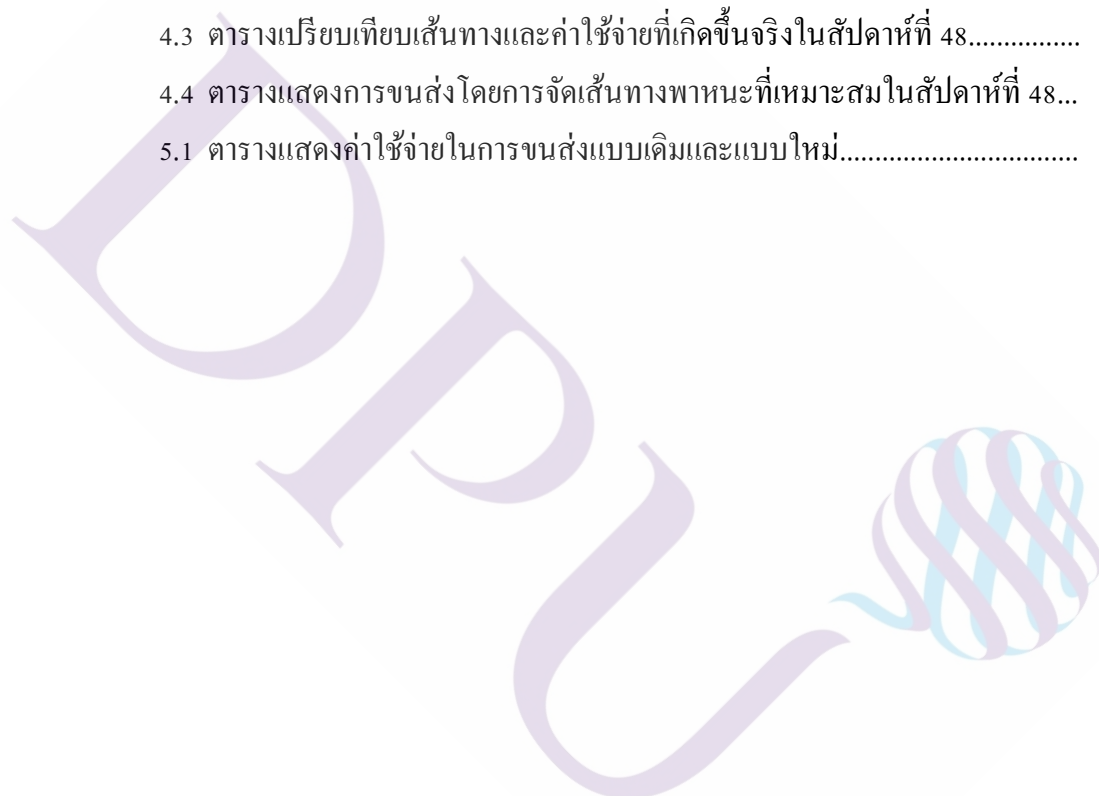 4.3 ตารางเปรียบเทียบเส้นทางและค่าใช้จ่ายที่เกิดขึ้นจริงในสัปดาห์ที่ 48................
4.4 ตารางแสดงการขนส่งโดยการจัดเส้นทางพาหนะที่เหมาะสมในสัปดาห์ที่ 48...
5.1 ตารางแสดงค่าใช้จ่ายในการขนส่งแบบเดิมและแบบใหม่..................................
DPU